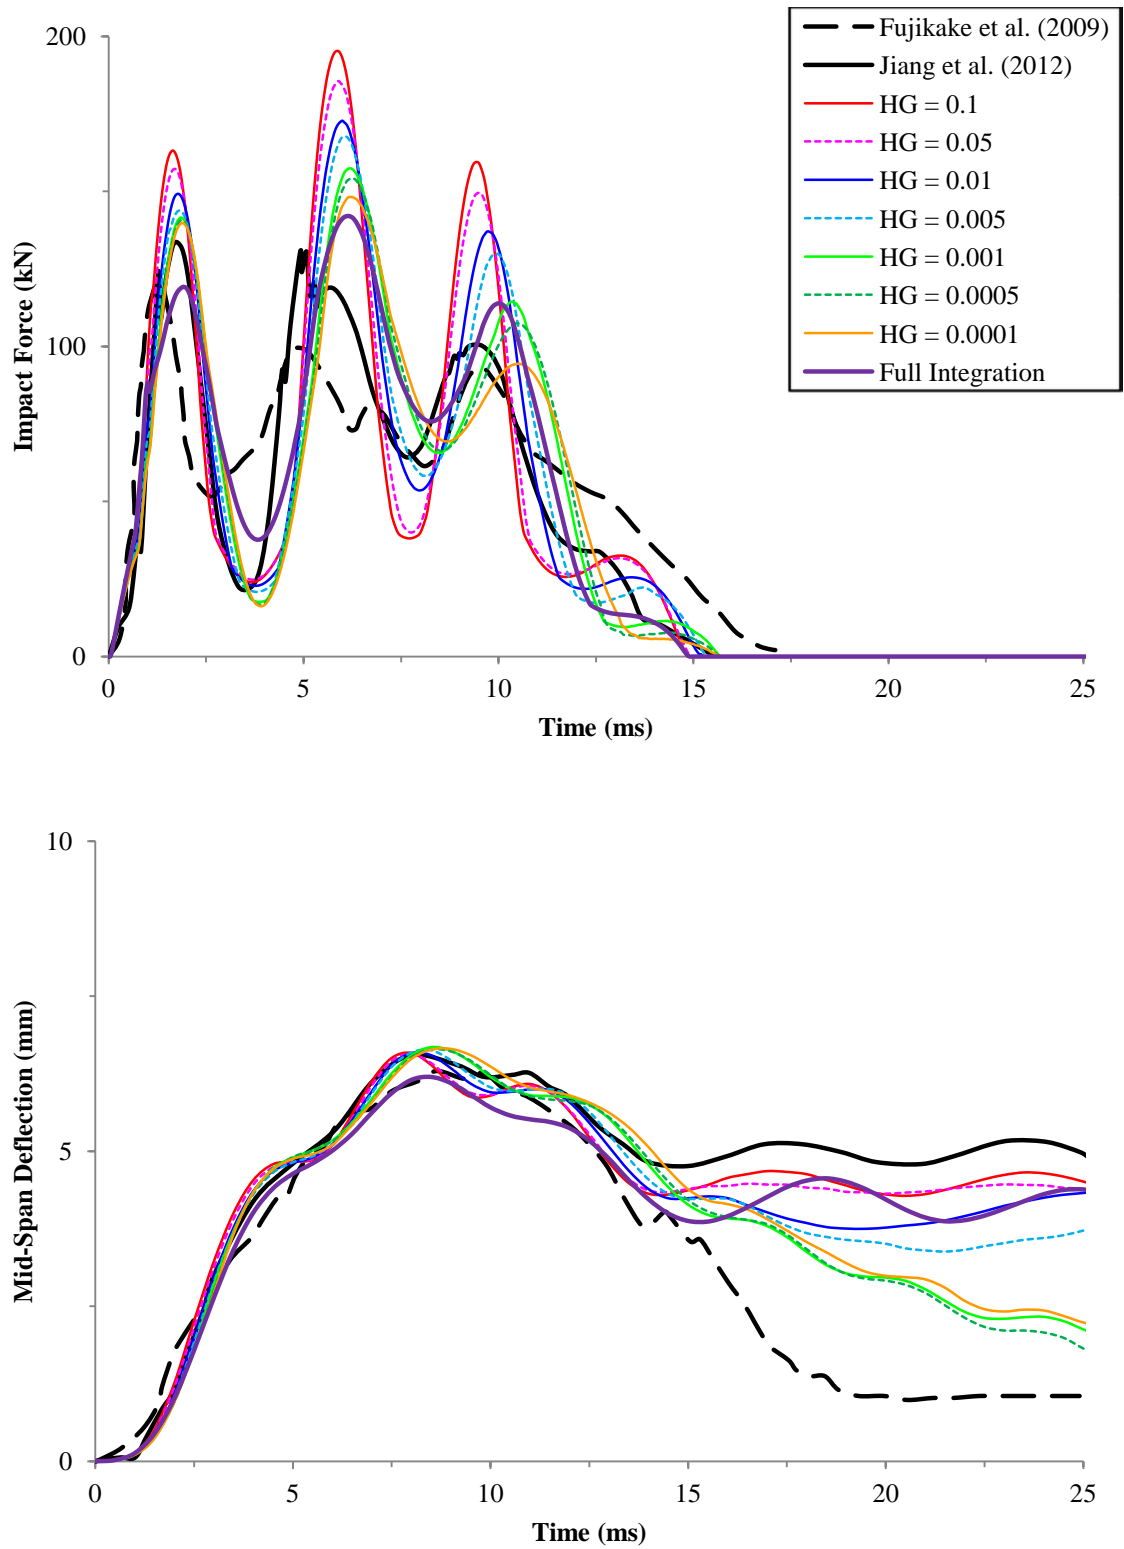 Fujikake et al. (2009)
Jiang et al. (2012)
HG = 0.1
HG = 0.05
HG = 0.01
HG = 0.005
HG = 0.001
HG = 0.0005
HG = 0.0001
Full Integration
Impact Force (kN)
200
100
0
0 5 10 15 20 25
Time (ms)
Mid-Span Deflection (mm)
10
5
0
0 5 10 15 20 25
Time (ms)